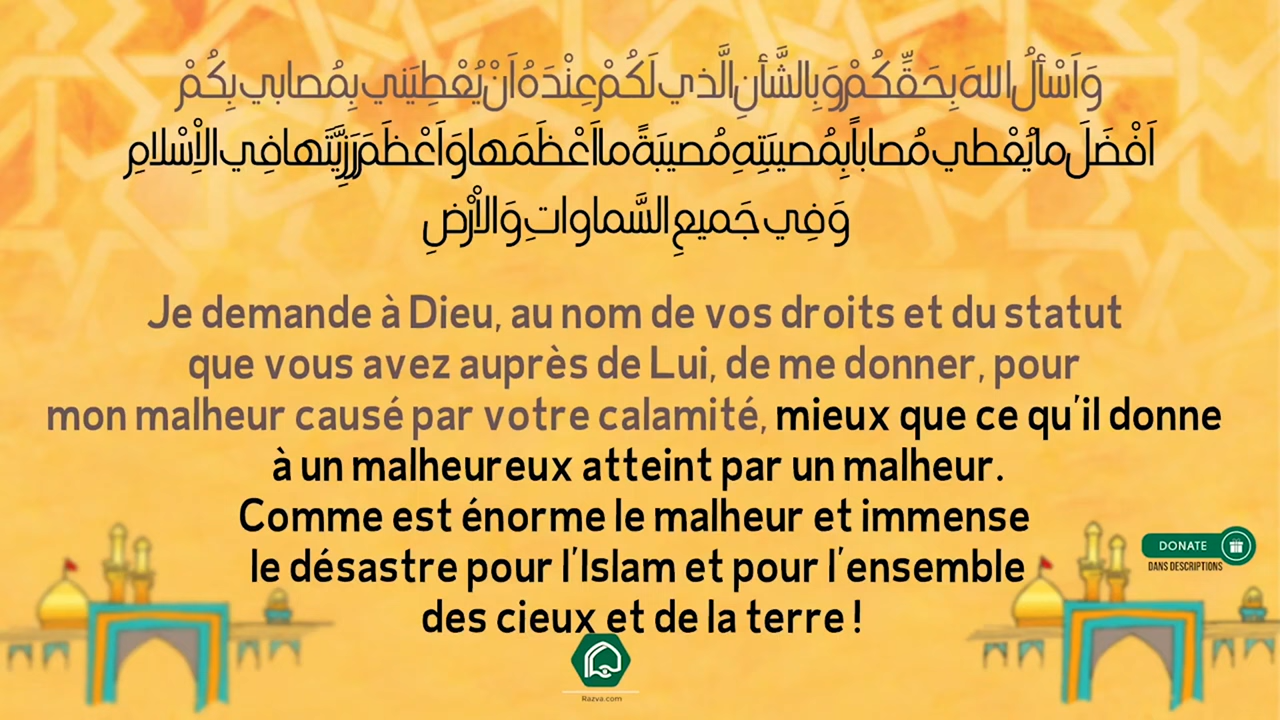 وَاَسْأَلُ اللهَ بِحَقِّكُمْ وَبِالشَّأنِ الَّذي لَكُمْ عِنْدَهُ اَنْ يُعْطِيَني بِمُصابي بِكُمْ
اَفْضَلَ ما يُعْطي مُصاباً بِمُصيبَتِهِ مُصيبَةً ما اَعْظَمَها وَاَعْظَمَ رَزِيَّتَها فِي الاِْسْلامِ
وَفِي جَميعِ السَّماواتِ وَالاَْرْضِ
Je demande à Dieu, au nom de vos droits et du statut
que vous avez auprès de Lui, de me donner, pour
mon malheur causé par votre calamité, mieux que ce qu'il donne
à un malheureux atteint par un malheur.
Comme est énorme le malheur et immense
le désastre pour l'Islam et pour l'ensemble
des cieux et de la terre !
DONATE
DANS DESCRIPTIONS
Razva.com